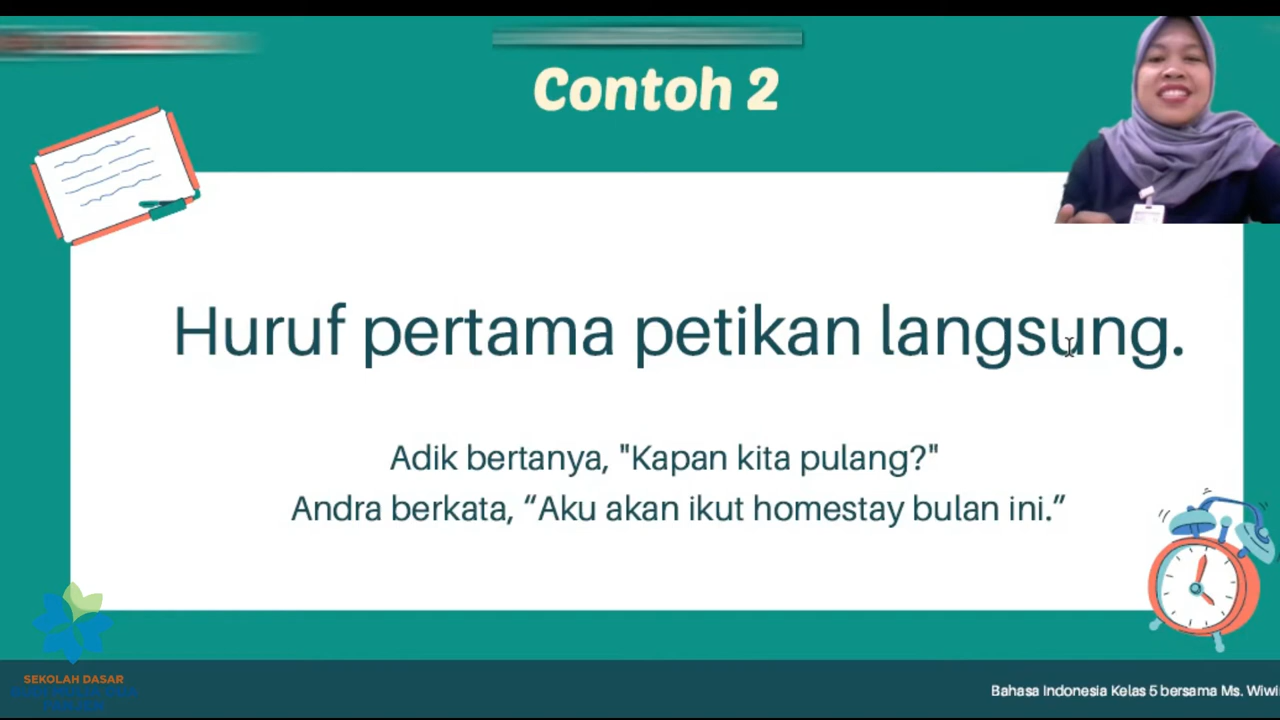 Contoh 2
Huruf pertama petikan langsung.
Adik bertanya, "Kapan kita pulang?"
Andra berkata, “Aku akan ikut homestay bulan ini.”
SEKOLAH DASAR
Bahasa Indonesia Kelas 5 bersama Ms. Wiwi